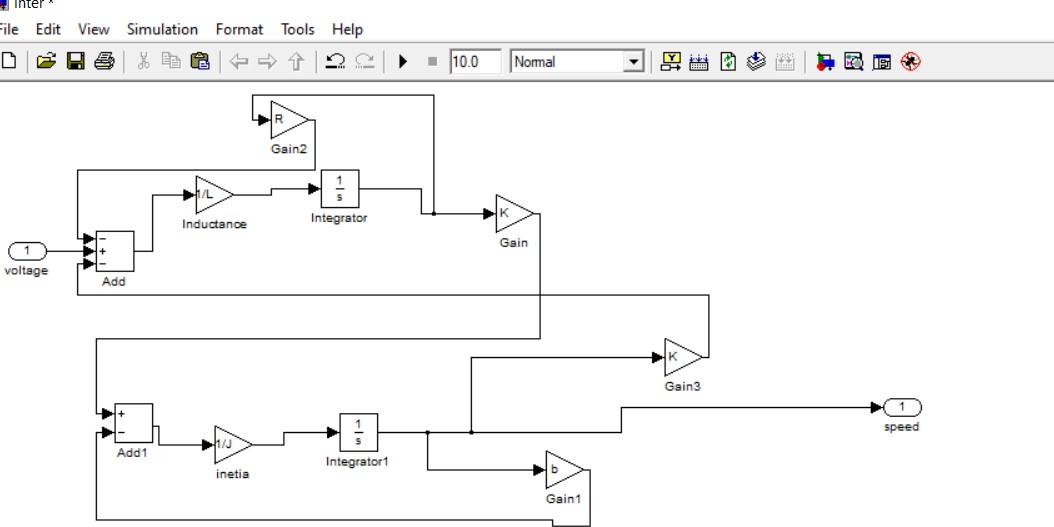 Inter *
File Edit View Simulation Format Tools Help
10.0 Normal
R
Gain2
1/L
Inductance
1
s
Integrator
K
Gain
1
voltage
−
+
−
Add
K
Gain3
+
−
Add1
1/J
inetia
1
s
Integrator1
1
speed
b
Gain1